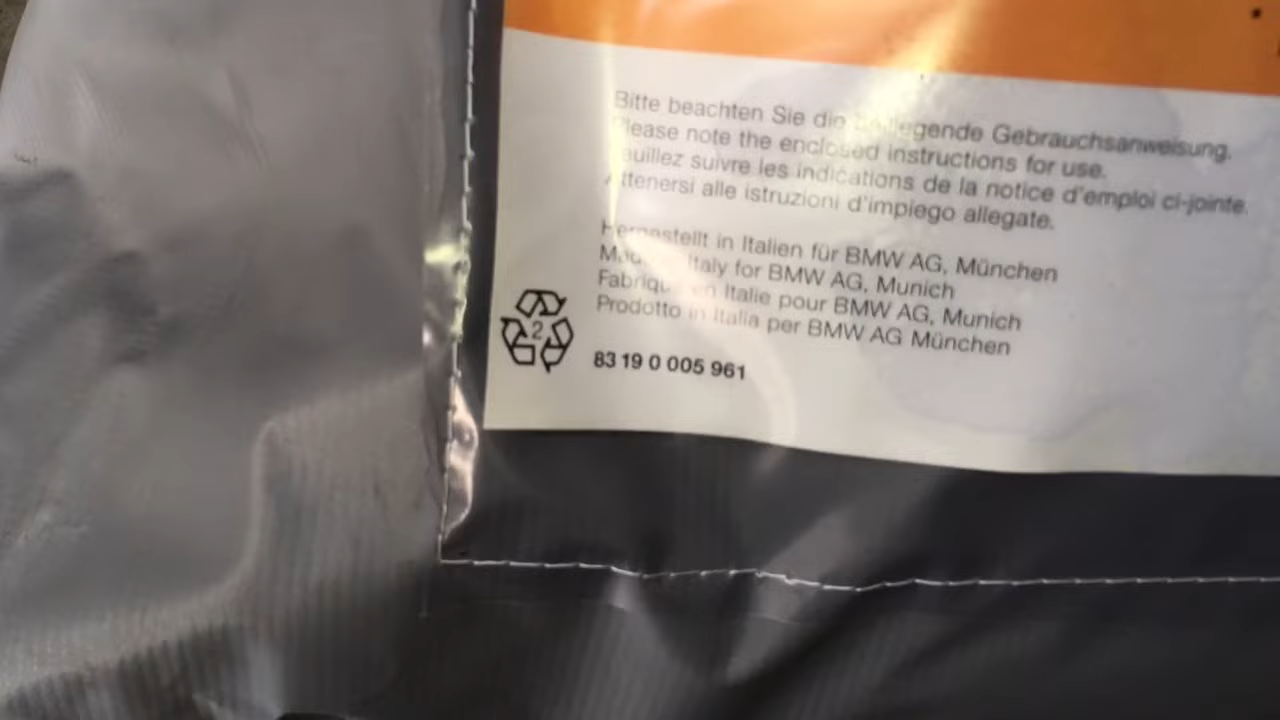 Bitte beachten Sie die beiliegende Gebrauchsanweisung.
Please note the enclosed instructions for use.
Veuillez suivre les indications de la notice d'emploi ci-jointe.
Attenersi alle istruzioni d'impiego allegate.
Hergestellt in Italien für BMW AG, München
Made in Italy for BMW AG, Munich
Fabriqué en Italie pour BMW AG, Munich
Prodotto in Italia per BMW AG München
2
83 19 0 005 961